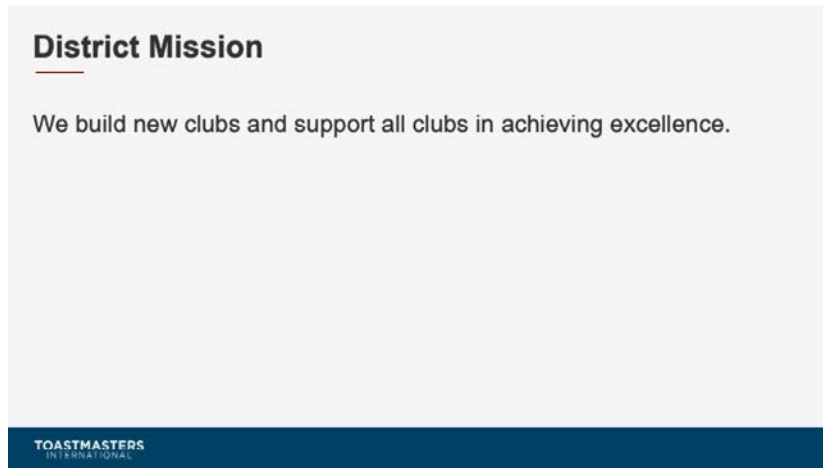 District Mission
We build new clubs and support all clubs in achieving excellence.
TOASTMASTERS
INTERNATIONAL